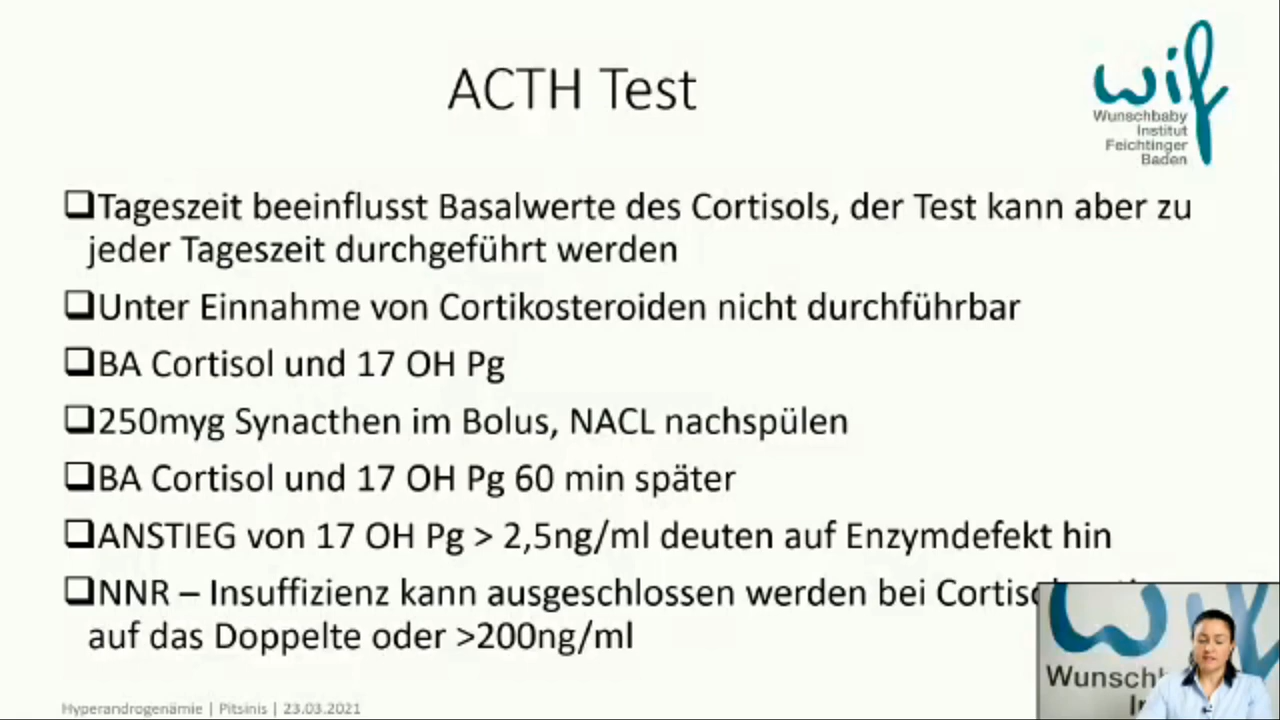 ACTH Test
wif
Wunschbaby
Institut
Feichtinger
Baden
Tageszeit beeinflusst Basalwerte des Cortisols, der Test kann aber zu
jeder Tageszeit durchgeführt werden
Unter Einnahme von Cortikosteroiden nicht durchführbar
BA Cortisol und 17 OH Pg
250myg Synacthen im Bolus, NACL nachspülen
BA Cortisol und 17 OH Pg 60 min später
ANSTIEG von 17 OH Pg > 2,5ng/ml deuten auf Enzymdefekt hin
NNR – Insuffizienz kann ausgeschlossen werden bei
auf das Doppelte oder >200ng/ml
Hyperandrogenämie | Pitsinis | 23.03.2021